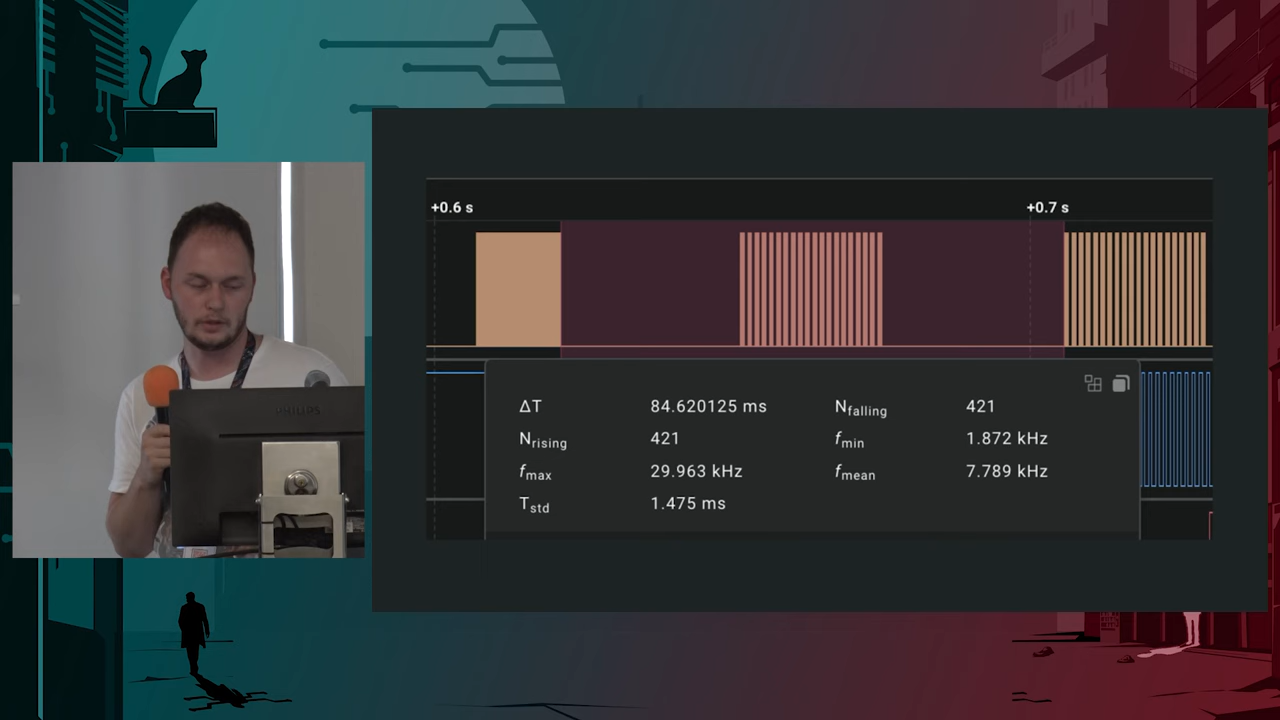 +0.6 s +0.7 s
ΔT 84.620125 ms Nfalling 421
Nrising 421 fmin 1.872 kHz
fmax 29.963 kHz fmean 7.789 kHz
Tstd 1.475 ms
PHILIPS